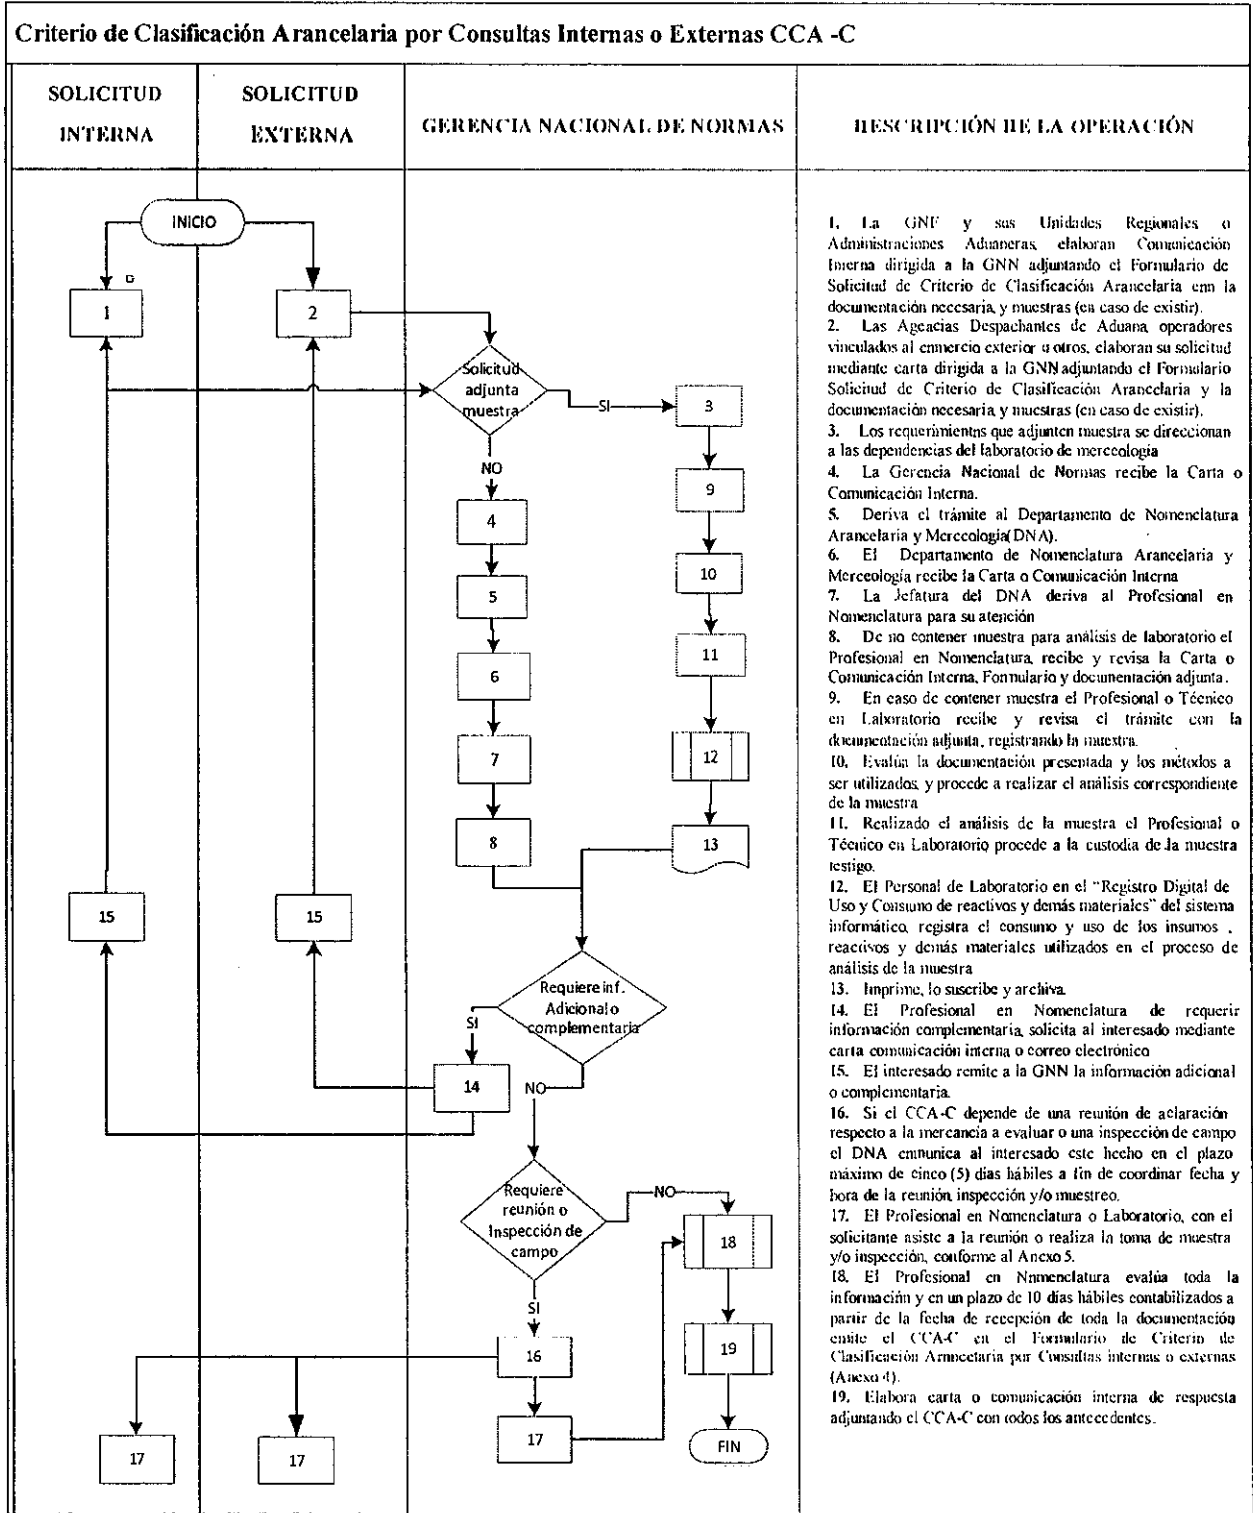 Criterio de Clasificación Arancelaria por Consultas Internas o Externas CCA -C
SOLICITUD
INTERNA
SOLICITUD
EXTERNA
GERENCIA NACIONAL DE NORMAS
DESCRIPCIÓN DE LA OPERACIÓN
INICIO
1
2
Solicitud
adjunta
muestra
SI
3
NO
9
4
10
5
11
6
12
7
13
8
15
15
Requiere inf.
Adicional o
complementaria
SI
14
NO
Requiere
reunión o
Inspección de
campo
NO
18
SI
19
16
17
17
17
FIN
1. La GNF y sus Unidades Regionales o
Administraciones Aduaneras, elaboran Comunicación
Interna dirigida a la GNN adjuntando el Formulario de
Solicitud de Criterio de Clasificación Arancelaria con la
documentación necesaria, y muestras (en caso de existir).
2. Las Agencias Despachantes de Aduana, operadores
vinculados al comercio exterior u otros, elaboran su solicitud
mediante carta dirigida a la GNN adjuntando el Formulario
Solicitud de Criterio de Clasificación Arancelaria y la
documentación necesaria y muestras (en caso de existir).
3. Los requerimientos que adjunten muestra se direccionan
a las dependencias del laboratorio de merceología
4. La Gerencia Nacional de Normas recibe la Carta o
Comunicación Interna.
5. Deriva el trámite al Departamento de Nomenclatura
Arancelaria y Merceología(DNA).
6. El Departamento de Nomenclatura Arancelaria y
Merceología recibe la Carta o Comunicación Interna
7. La Jefatura del DNA deriva al Profesional en
Nomenclatura para su atención
8. De no contener muestra para análisis de laboratorio el
Profesional en Nomenclatura, recibe y revisa la Carta o
Comunicación Interna, Formulario y documentación adjunta.
9. En caso de contener muestra el Profesional o Técnico
en Laboratorio recibe y revisa el trámite con la
documentación adjunta, registrando la muestra.
10. Evalúa la documentación presentada y los métodos a
ser utilizados, y procede a realizar el análisis correspondiente
de la muestra
11. Realizado el análisis de la muestra el Profesional o
Técnico en Laboratorio, procede a la custodia de la muestra
testigo.
12. El Personal de Laboratorio en el "Registro Digital de
Uso y Consumo de reactivos y demás materiales" del sistema
informático, registra el consumo y uso de los insumos ,
reactivos y demás materiales utilizados en el proceso de
análisis de la muestra
13. Imprime, lo suscribe y archiva.
14. El Profesional en Nomenclatura de requerir
información complementaria, solicita al interesado mediante
carta comunicación interna o correo electrónico
15. El interesado remite a la GNN la información adicional
o complementaria.
16. Si el CCA-C depende de una reunión de aclaración
respecto a la mercancía a evaluar o una inspección de campo
el DNA comunica al interesado este hecho en el plazo
máximo de cinco (5) días hábiles a fin de coordinar fecha y
hora de la reunión, inspección y/o muestreo.
17. El Profesional en Nomenclatura o Laboratorio, con el
solicitante asiste a la reunión o realiza la toma de muestra
y/o inspección, conforme al Anexo 5.
18. El Profesional en Nomenclatura evalúa toda la
información y en un plazo de 10 días hábiles contabilizados a
partir de la fecha de recepción de toda la documentación
emite el CCA-C en el Formulario de Criterio de
Clasificación Arancelaria por Consultas internas o externas
(Anexo 4).
19. Elabora carta o comunicación interna de respuesta
adjuntando el CCA-C con todos los antecedentes.